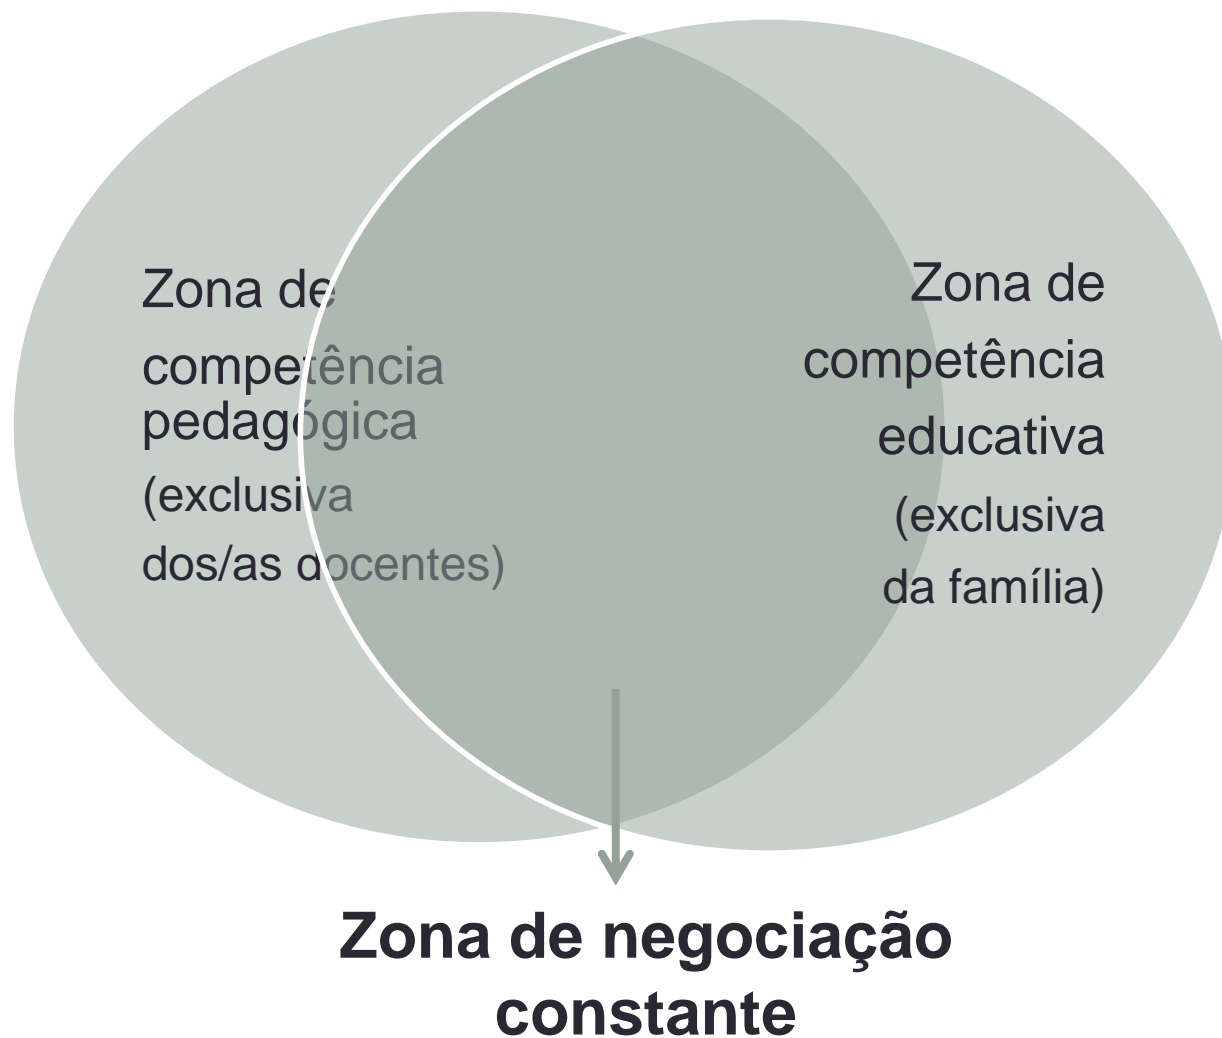 Zona de
competência
pedagógica
(exclusiva
dos/as docentes)
Zona de
competência
educativa
(exclusiva
da família)
Zona de negociação
constante